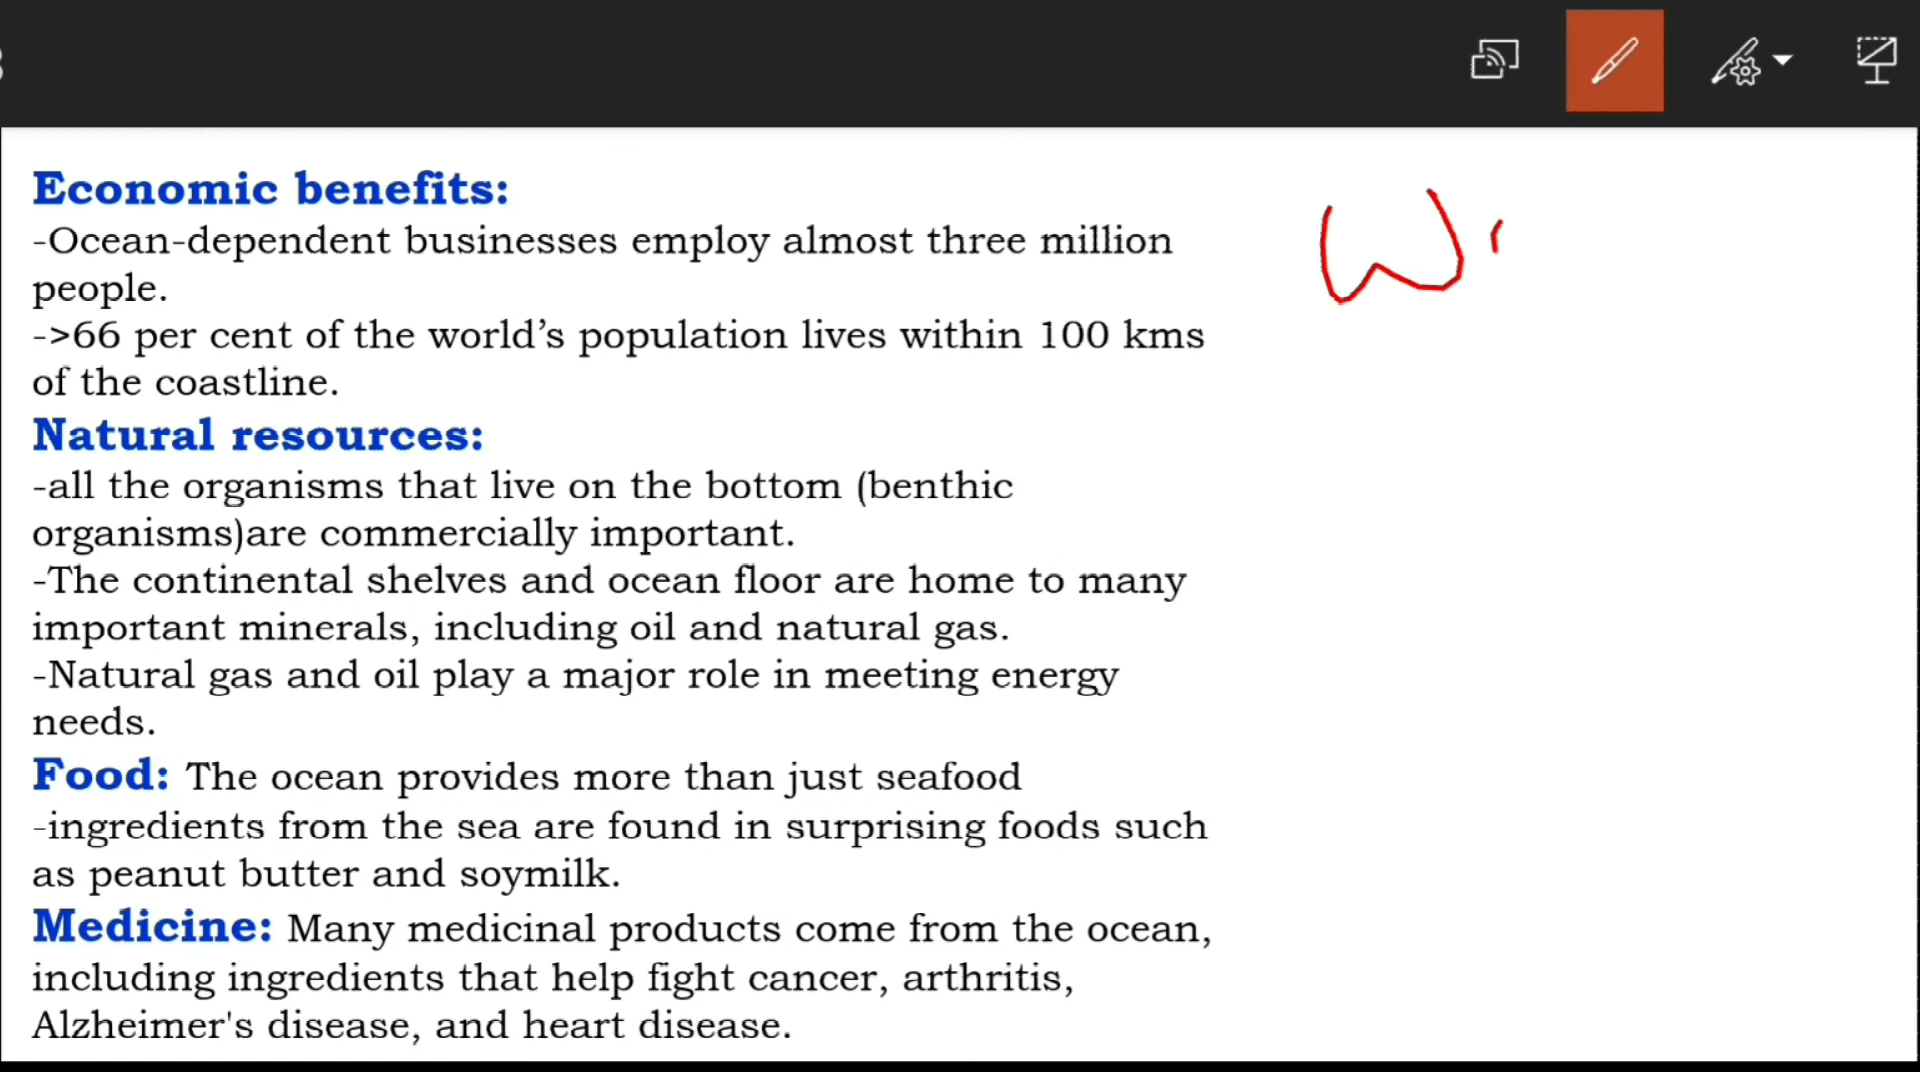 Economic benefits:
-Ocean-dependent businesses employ almost three million
people.
->66 per cent of the world’s population lives within 100 kms
of the coastline.
Natural resources:
-all the organisms that live on the bottom (benthic
organisms)are commercially important.
-The continental shelves and ocean floor are home to many
important minerals, including oil and natural gas.
-Natural gas and oil play a major role in meeting energy
needs.
Food: The ocean provides more than just seafood
-ingredients from the sea are found in surprising foods such
as peanut butter and soymilk.
Medicine: Many medicinal products come from the ocean,
including ingredients that help fight cancer, arthritis,
Alzheimer's disease, and heart disease.
W